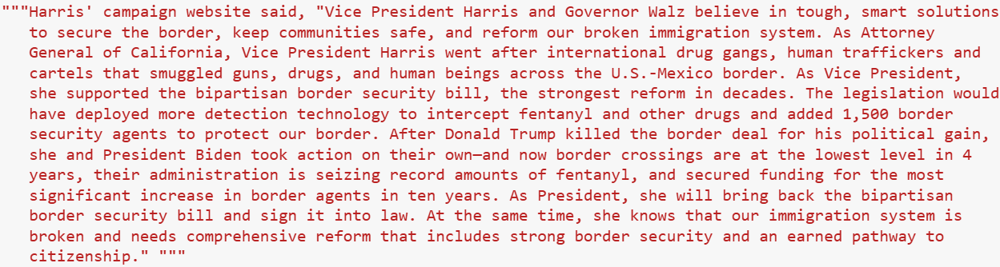 """Harris' campaign website said, "Vice President Harris and Governor Walz believe in tough, smart solutions
to secure the border, keep communities safe, and reform our broken immigration system. As Attorney
General of California, Vice President Harris went after international drug gangs, human traffickers and
cartels that smuggled guns, drugs, and human beings across the U.S.-Mexico border. As Vice President,
she supported the bipartisan border security bill, the strongest reform in decades. The legislation would
have deployed more detection technology to intercept fentanyl and other drugs and added 1,500 border
security agents to protect our border. After Donald Trump killed the border deal for his political gain,
she and President Biden took action on their own—and now border crossings are at the lowest level in 4
years, their administration is seizing record amounts of fentanyl, and secured funding for the most
significant increase in border agents in ten years. As President, she will bring back the bipartisan
border security bill and sign it into law. At the same time, she knows that our immigration system is
broken and needs comprehensive reform that includes strong border security and an earned pathway to
citizenship." """